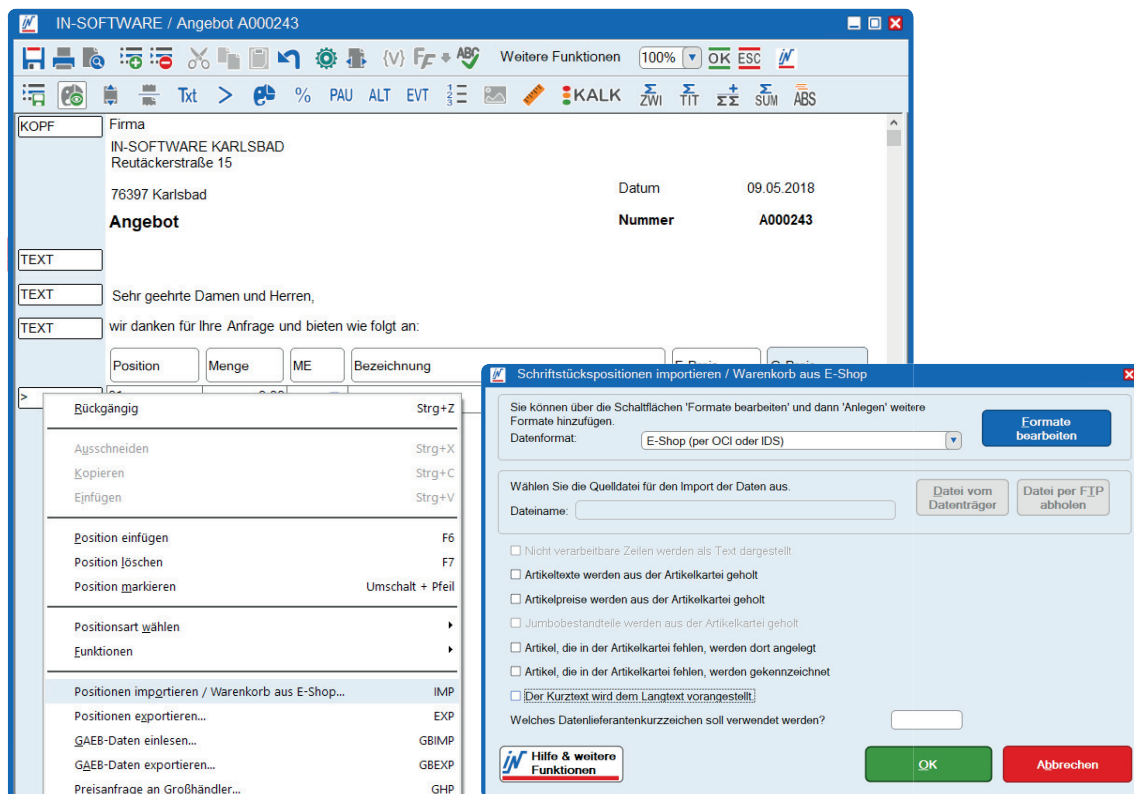 IN-SOFTWARE / Angebot A000243
{V} FF ABC Weitere Funktionen 100% OK ESC iN
Txt > % PAU ALT EVT 1 2 3 KALK Σ ZWI Σ TIT + ΣΣ Σ SUM ABS
KOPF
Firma
IN-SOFTWARE KARLSBAD
Reutäckerstraße 15
76397 Karlsbad
Datum 09.05.2018
Angebot
Nummer A000243
TEXT
TEXT
Sehr geehrte Damen und Herren,
TEXT
wir danken für Ihre Anfrage und bieten wie folgt an:
Position Menge ME Bezeichnung
>
Rückgängig Strg+Z
Ausschneiden Strg+X
Kopieren Strg+C
Einfügen Strg+V
Position einfügen F6
Position löschen F7
Position markieren Umschalt + Pfeil
Positionsart wählen
Funktionen
Positionen importieren / Warenkorb aus E-Shop... IMP
Positionen exportieren... EXP
GAEB-Daten einlesen... GBIMP
GAEB-Daten exportieren... GBEXP
Preisanfrage an Großhändler... GHP
Schriftstückspositionen importieren / Warenkorb aus E-Shop
Sie können über die Schaltflächen 'Formate bearbeiten' und dann 'Anlegen' weitere
Formate hinzufügen.
Datenformat: E-Shop (per OCI oder IDS)
Formate
bearbeiten
Wählen Sie die Quelldatei für den Import der Daten aus.
Dateiname:
Datei vom
Datenträger
Datei per FTP
abholen
Nicht verarbeitbare Zeilen werden als Text dargestellt
Artikeltexte werden aus der Artikelkartei geholt
Artikelpreise werden aus der Artikelkartei geholt
Jumbobestandteile werden aus der Artikelkartei geholt
Artikel, die in der Artikelkartei fehlen, werden dort angelegt
Artikel, die in der Artikelkartei fehlen, werden gekennzeichnet
Der Kurztext wird dem Langtext vorangestellt.
Welches Datenlieferantenkurzzeichen soll verwendet werden?
iN Hilfe & weitere
Funktionen
OK
Abbrechen